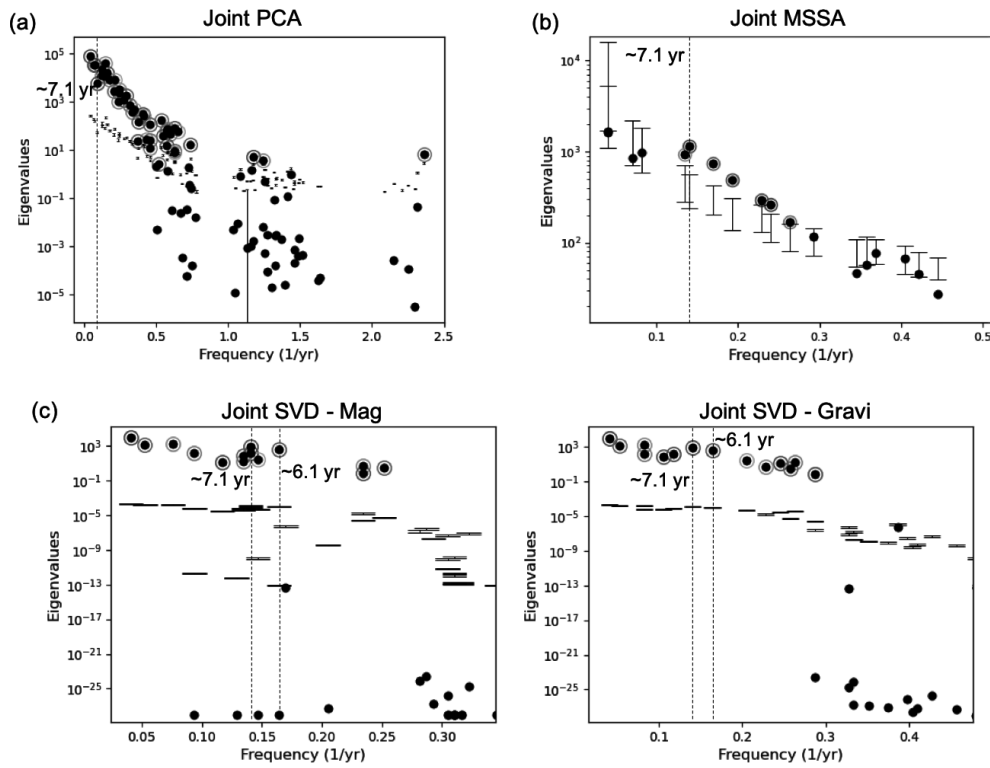 (a) Joint PCA
Eigenvalues
10^5
10^3
10^1
10^-1
10^-3
10^-5
~7.1 yr
0.0 0.5 1.0 1.5 2.0 2.5
Frequency (1/yr)
(b) Joint MSSA
Eigenvalues
10^4
10^3
10^2
~7.1 yr
0.1 0.2 0.3 0.4 0.5
Frequency (1/yr)
(c) Joint SVD - Mag
Eigenvalues
10^3
10^-1
10^-5
10^-9
10^-13
10^-17
10^-21
10^-25
~7.1 yr
~6.1 yr
0.05 0.10 0.15 0.20 0.25 0.30
Frequency (1/yr)
Joint SVD - Gravi
Eigenvalues
10^3
10^-1
10^-5
10^-9
10^-13
10^-17
10^-21
10^-25
~6.1 yr
~7.1 yr
0.1 0.2 0.3 0.4
Frequency (1/yr)